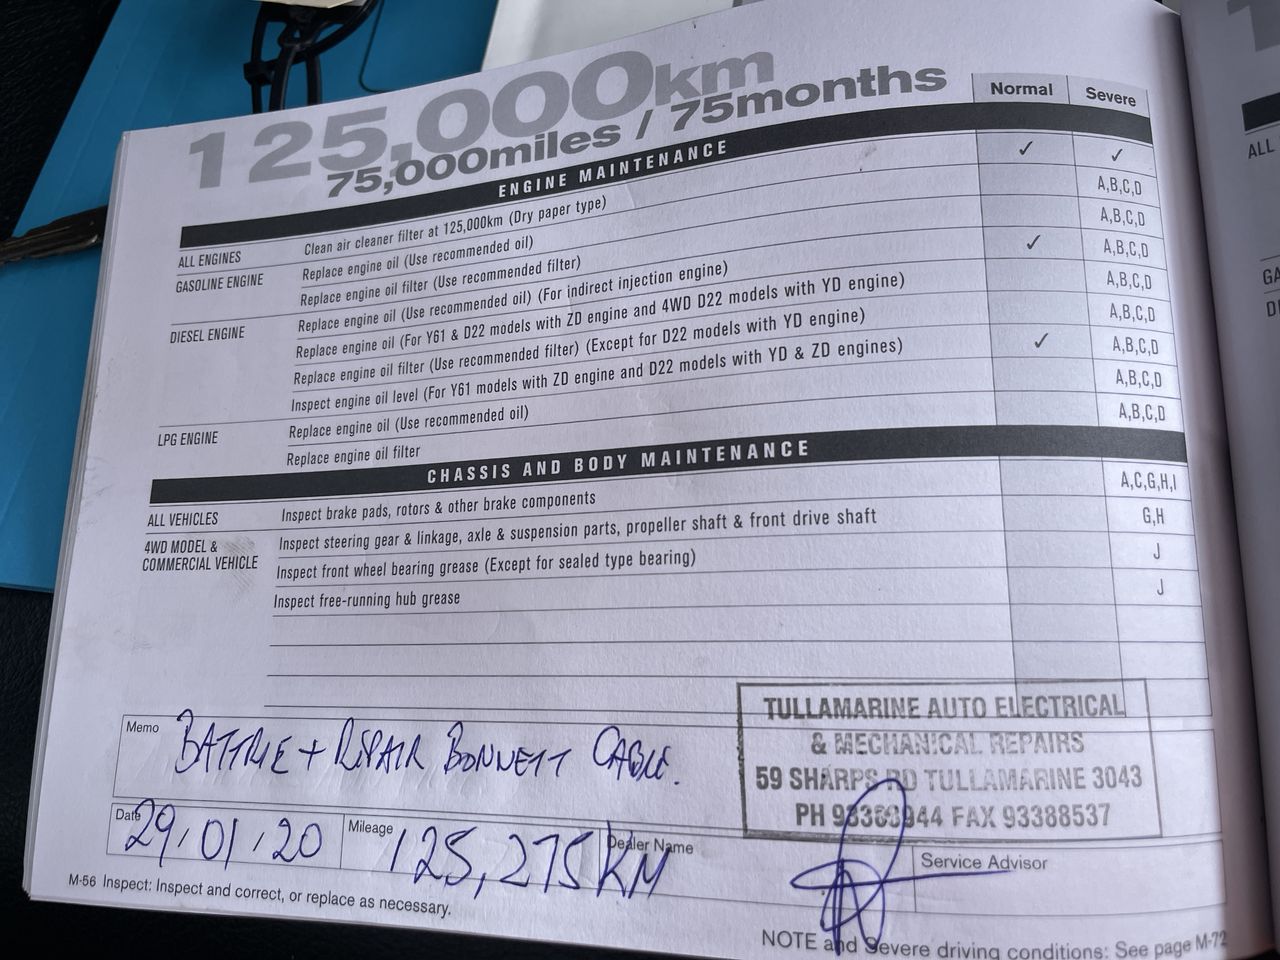 125,000km
75,000miles / 75months
Normal Severe
ENGINE MAINTENANCE
ALL ENGINES Clean air cleaner filter at 125,000km (Dry paper type) ✓ ✓
GASOLINE ENGINE Replace engine oil (Use recommended oil) A,B,C,D
Replace engine oil filter (Use recommended filter) A,B,C,D
DIESEL ENGINE Replace engine oil (Use recommended oil) (For indirect injection engine) ✓ A,B,C,D
Replace engine oil (For Y61 & D22 models with ZD engine and 4WD D22 models with YD engine) A,B,C,D
Replace engine oil filter (Use recommended filter) (Except for D22 models with YD engine) A,B,C,D
Inspect engine oil level (For Y61 models with ZD engine and D22 models with YD & ZD engines) ✓ A,B,C,D
LPG ENGINE Replace engine oil (Use recommended oil) A,B,C,D
Replace engine oil filter A,B,C,D
CHASSIS AND BODY MAINTENANCE
ALL VEHICLES Inspect brake pads, rotors & other brake components A,C,G,H,I
4WD MODEL & COMMERCIAL VEHICLE Inspect steering gear & linkage, axle & suspension parts, propeller shaft & front drive shaft G,H
Inspect front wheel bearing grease (Except for sealed type bearing) J
Inspect free-running hub grease J
TULLAMARINE AUTO ELECTRICAL
& MECHANICAL REPAIRS
59 SHARPS RD TULLAMARINE 3043
PH FAX 93388537
Memo BATTRIE + REPAIR BONNETT CABLE.
Date 29/01/20 Mileage 125,275KM Dealer Name
Service Advisor
M-56 Inspect: Inspect and correct, or replace as necessary.
NOTE and Severe driving conditions: See page M-72
ALL